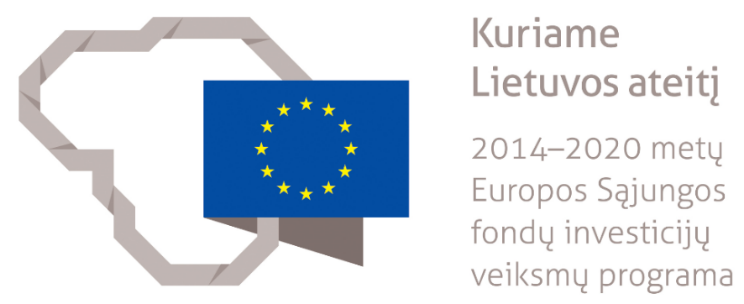 Kuriame
Lietuvos ateitį
2014–2020 metų
Europos Sąjungos
fondų investicijų
veiksmų programa